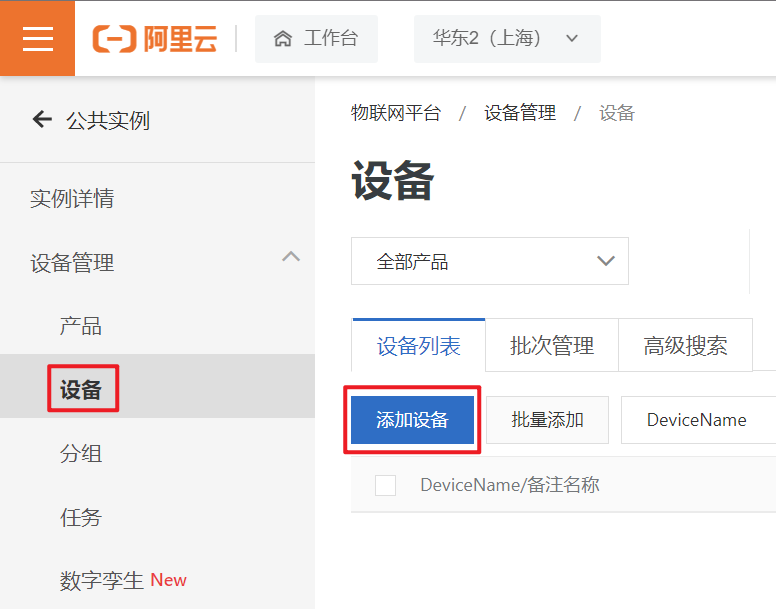 阿里云 工作台 华东2（上海）
公共实例
实例详情
设备管理
产品
设备
分组
任务
数字孪生 New
物联网平台 / 设备管理 / 设备
设备
全部产品
设备列表 批次管理 高级搜索
添加设备 批量添加 DeviceName
DeviceName/备注名称